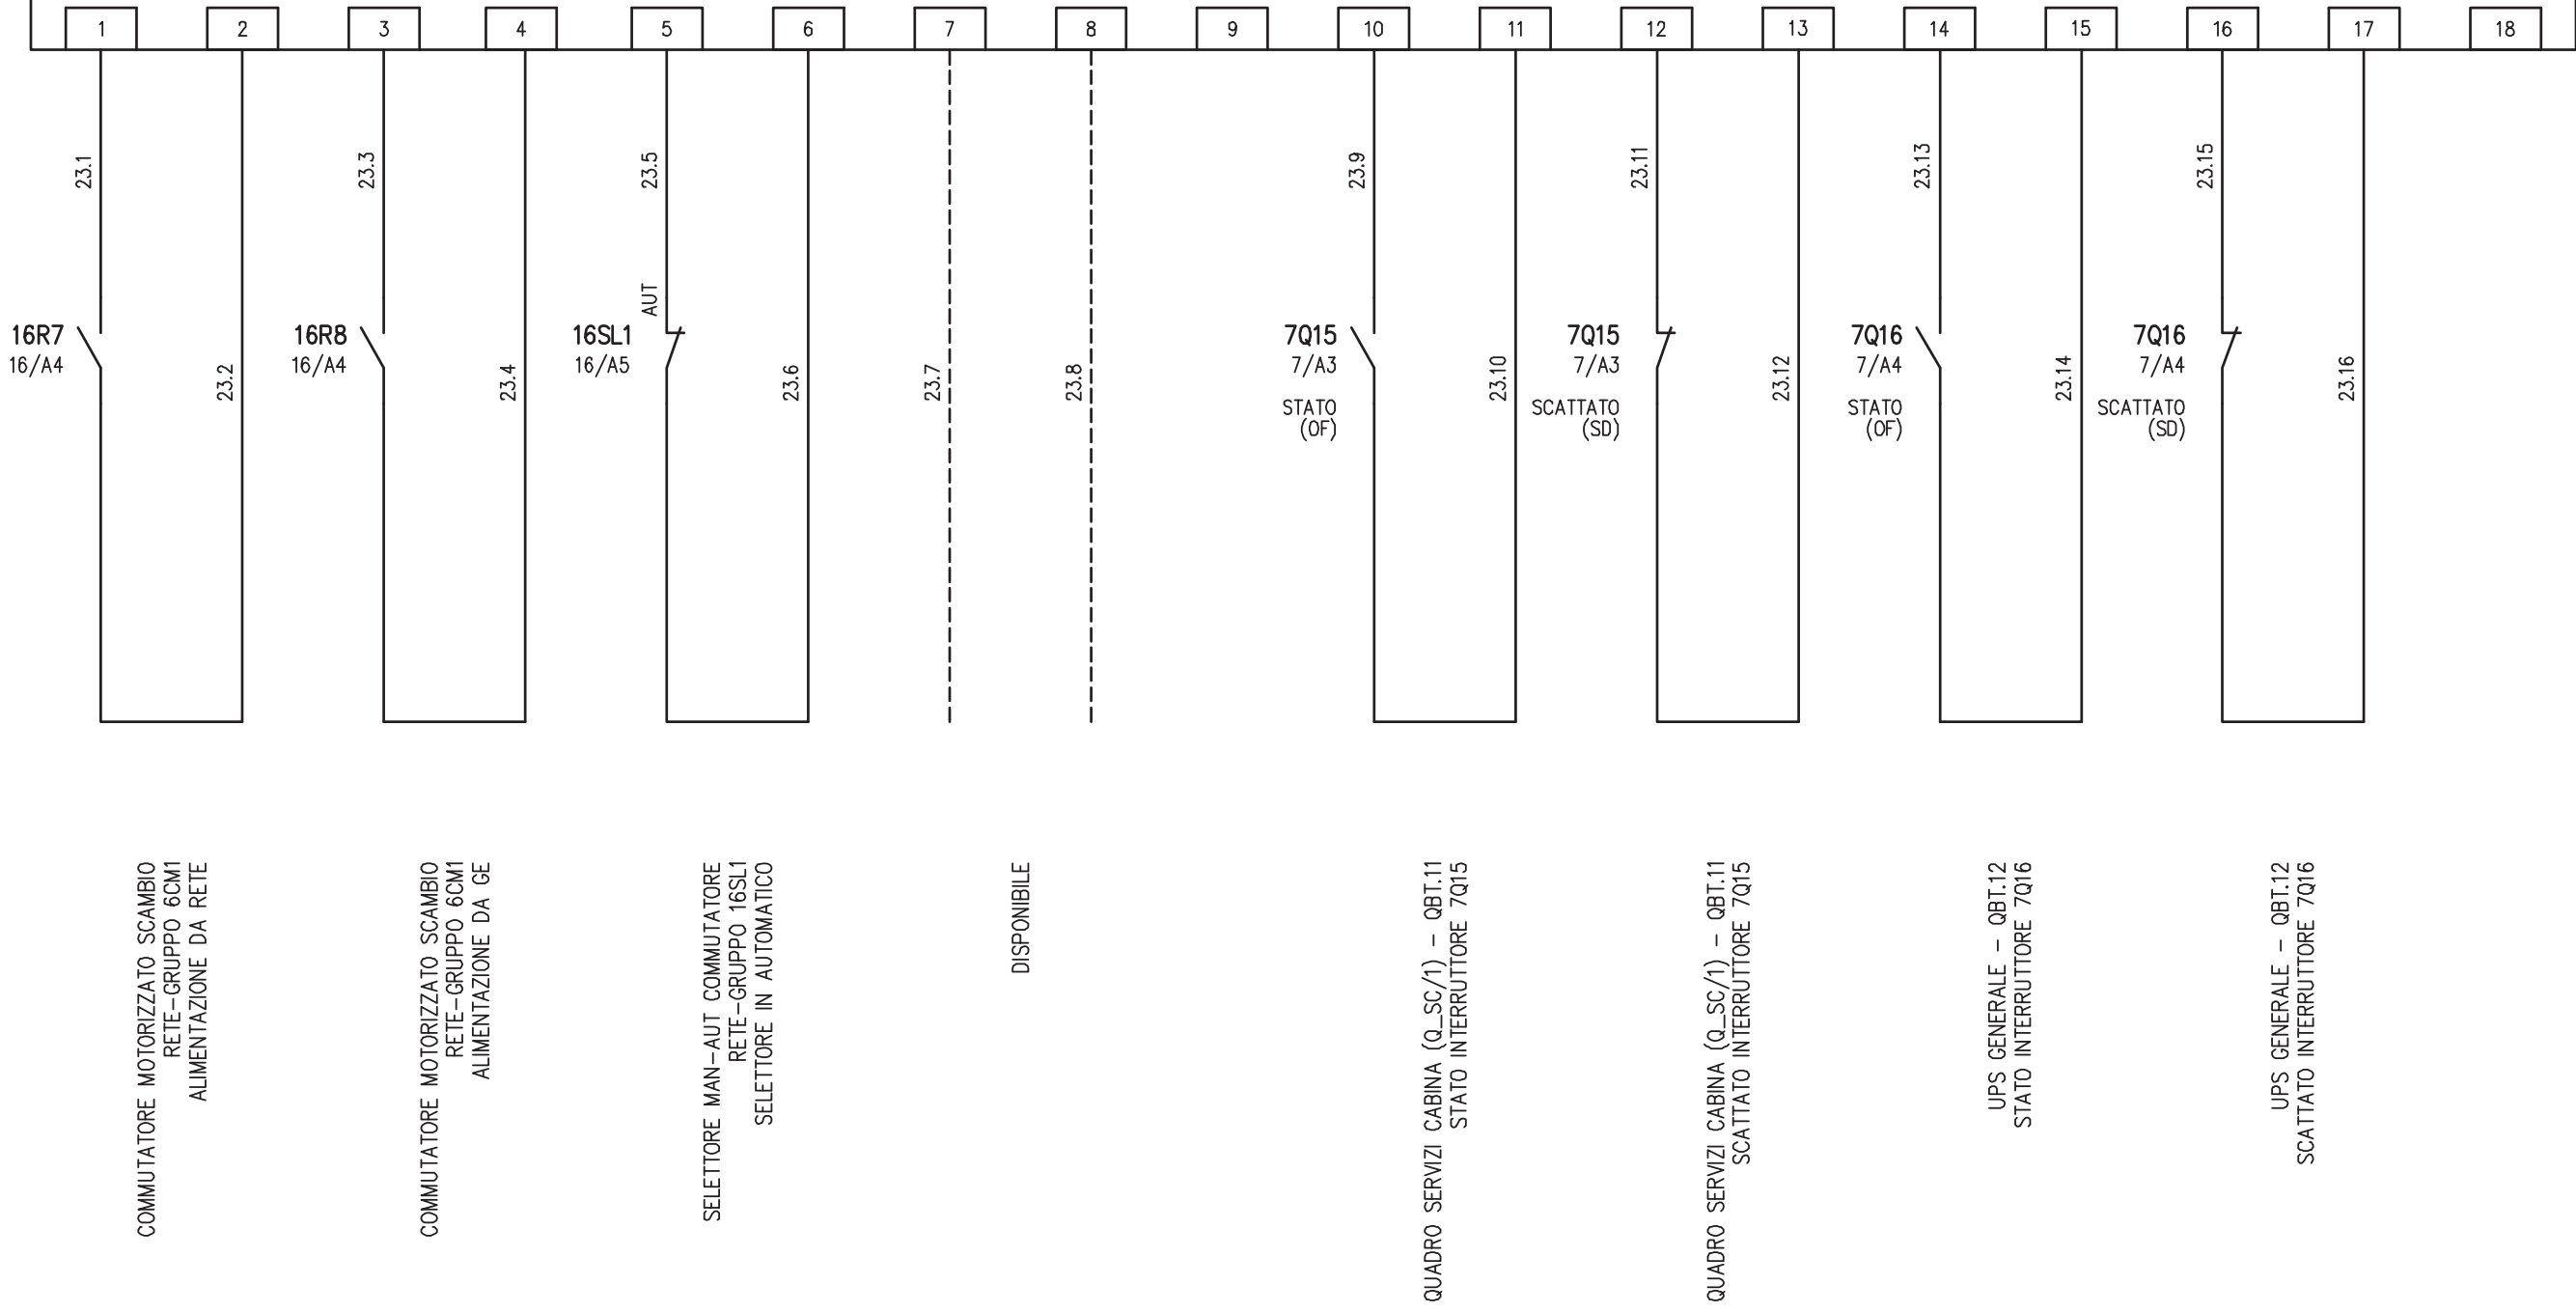 1
2
3
4
5
6
7
8
9
10
11
12
13
14
15
16
17
18
23.1
23.3
23.5
23.9
23.11
23.13
23.15
AUT
16R7
16/A4
23.2
16R8
16/A4
23.4
16SL1
16/A5
23.6
23.7
23.8
7Q15
7/A3
STATO
(OF)
23.10
7Q15
7/A3
SCATTATO
(SD)
23.12
7Q16
7/A4
STATO
(OF)
23.14
7Q16
7/A4
SCATTATO
(SD)
23.16
COMMUTATORE MOTORIZZATO SCAMBIO
RETE-GRUPPO 6CM1
ALIMENTAZIONE DA RETE
COMMUTATORE MOTORIZZATO SCAMBIO
RETE-GRUPPO 6CM1
ALIMENTAZIONE DA GE
SELETTORE MAN-AUT COMMUTATORE
RETE-GRUPPO 16SL1
SELETTORE IN AUTOMATICO
DISPONIBILE
QUADRO SERVIZI CABINA (Q_SC/1) - QBT.11
STATO INTERRUTTORE 7Q15
QUADRO SERVIZI CABINA (Q_SC/1) - QBT.11
SCATTATO INTERRUTTORE 7Q15
UPS GENERALE - QBT.12
STATO INTERRUTTORE 7Q16
UPS GENERALE - QBT.12
SCATTATO INTERRUTTORE 7Q16